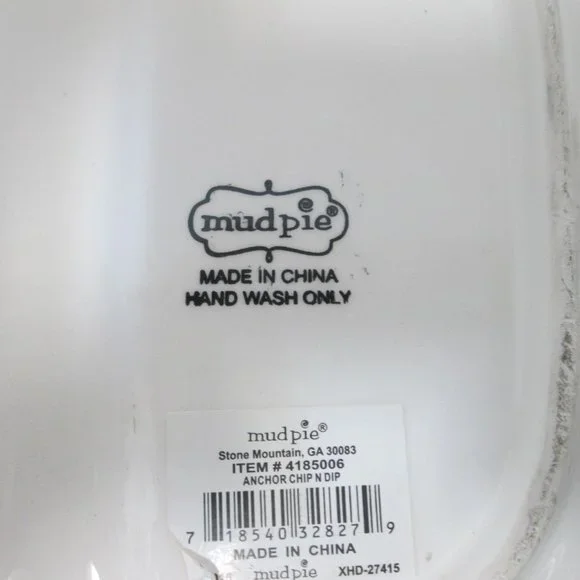 mudpie®
MADE IN CHINA
HAND WASH ONLY
mudpie®
Stone Mountain, GA 30083
ITEM # 4185006
ANCHOR CHIP N DIP
7 18540 32827 9
MADE IN CHINA
mudpie XHD-27415